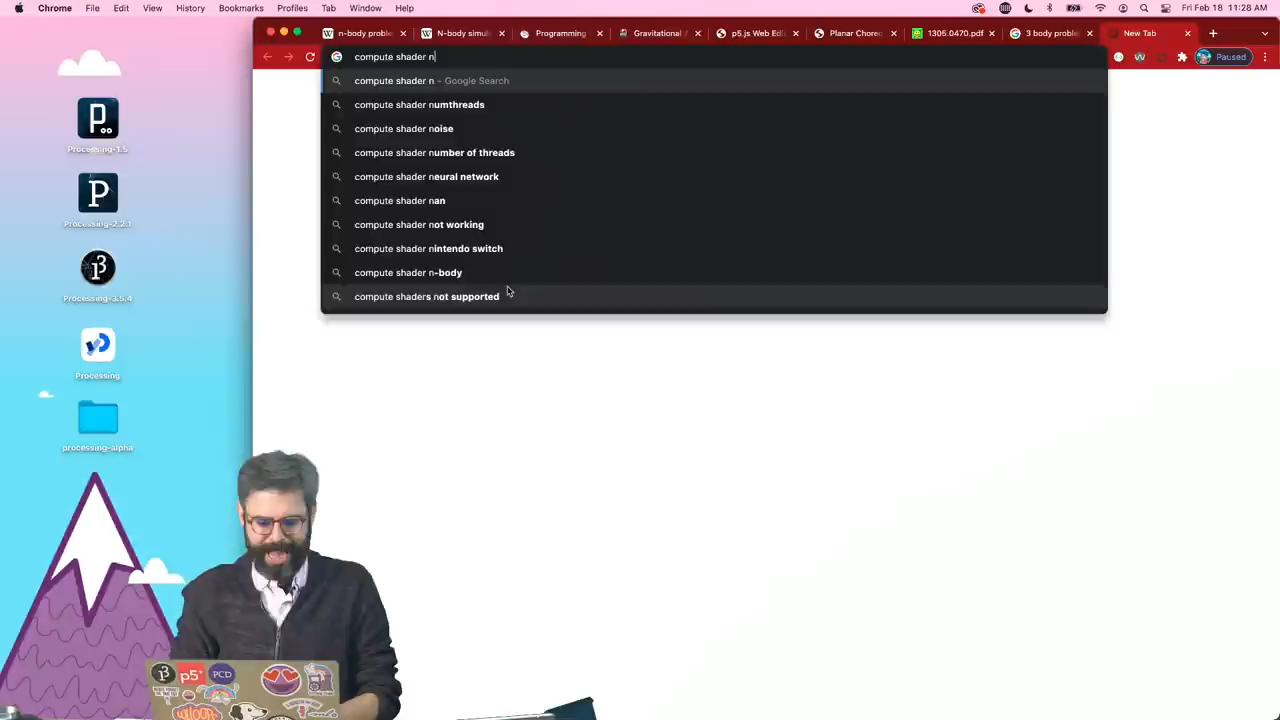 Chrome File Edit View History Bookmarks Profiles Tab Window Help Fri Feb 18 11:28 AM
n-body proble N-body simul Programming Gravitational p5.js Web Edi Planar Chore 1305.0470.pdf 3 body proble New Tab
compute shader n Paused
compute shader n - Google Search
compute shader numthreads
compute shader noise
compute shader number of threads
compute shader neural network
compute shader nan
compute shader not working
compute shader nintendo switch
compute shader n-body
compute shaders not supported
P
Processing-1.5
P
Processing-2.2.1
Processing-3.5.4
Processing
processing-alpha
p5*
PCD